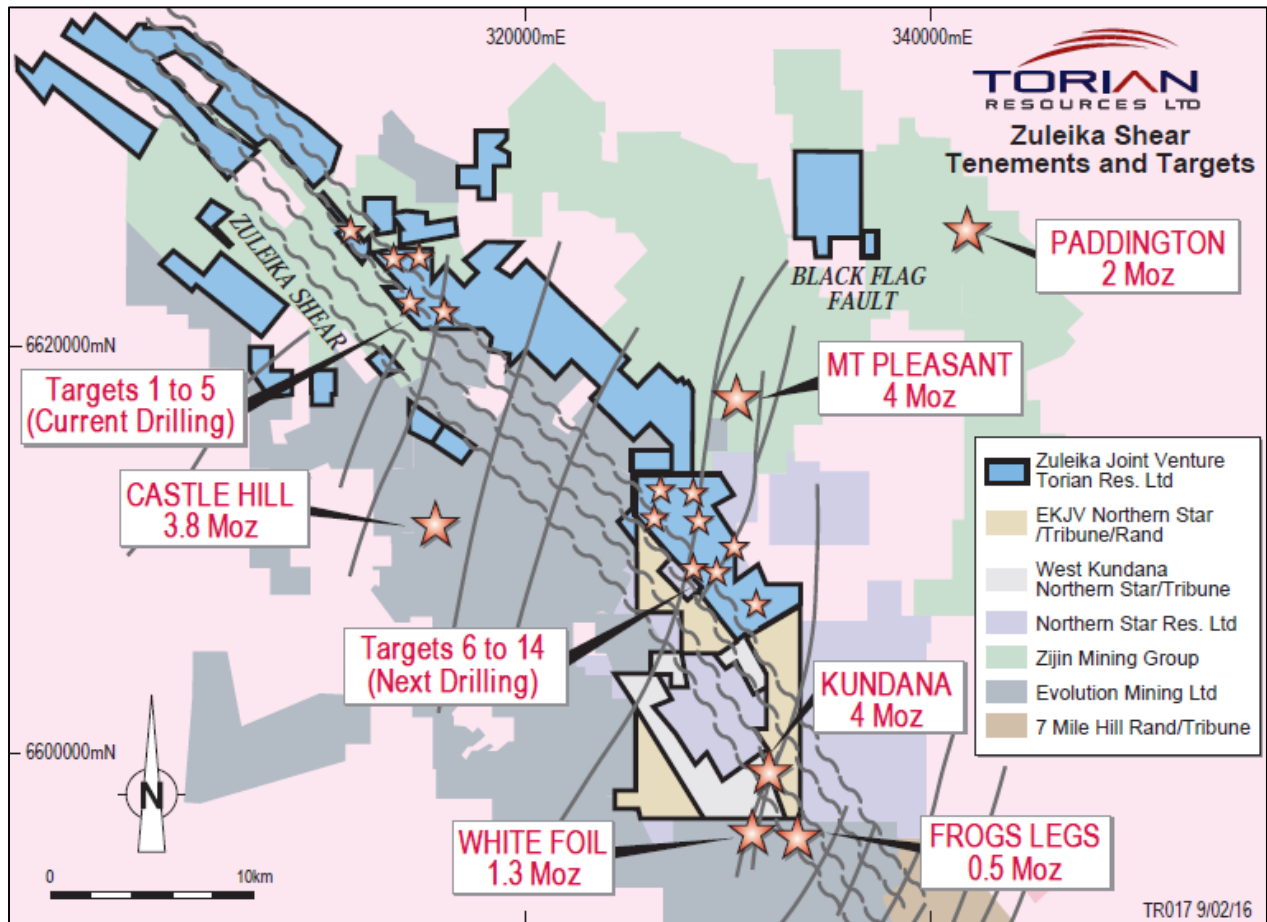 320000mE
340000mE
TORIAN
RESOURCES LTD
Zuleika Shear
Tenements and Targets
ZULEIKA SHEAR
BLACK FLAG
FAULT
PADDINGTON
2 Moz
6620000mN
MT PLEASANT
4 Moz
Targets 1 to 5
(Current Drilling)
CASTLE HILL
3.8 Moz
Zuleika Joint Venture
Torian Res. Ltd
EKJV Northern Star
/Tribune/Rand
West Kundana
Northern Star/Tribune
Northern Star Res. Ltd
Zijin Mining Group
Evolution Mining Ltd
7 Mile Hill Rand/Tribune
Targets 6 to 14
(Next Drilling)
KUNDANA
4 Moz
6600000mN
N
WHITE FOIL
1.3 Moz
FROGS LEGS
0.5 Moz
0
10km
TR017 9/02/16